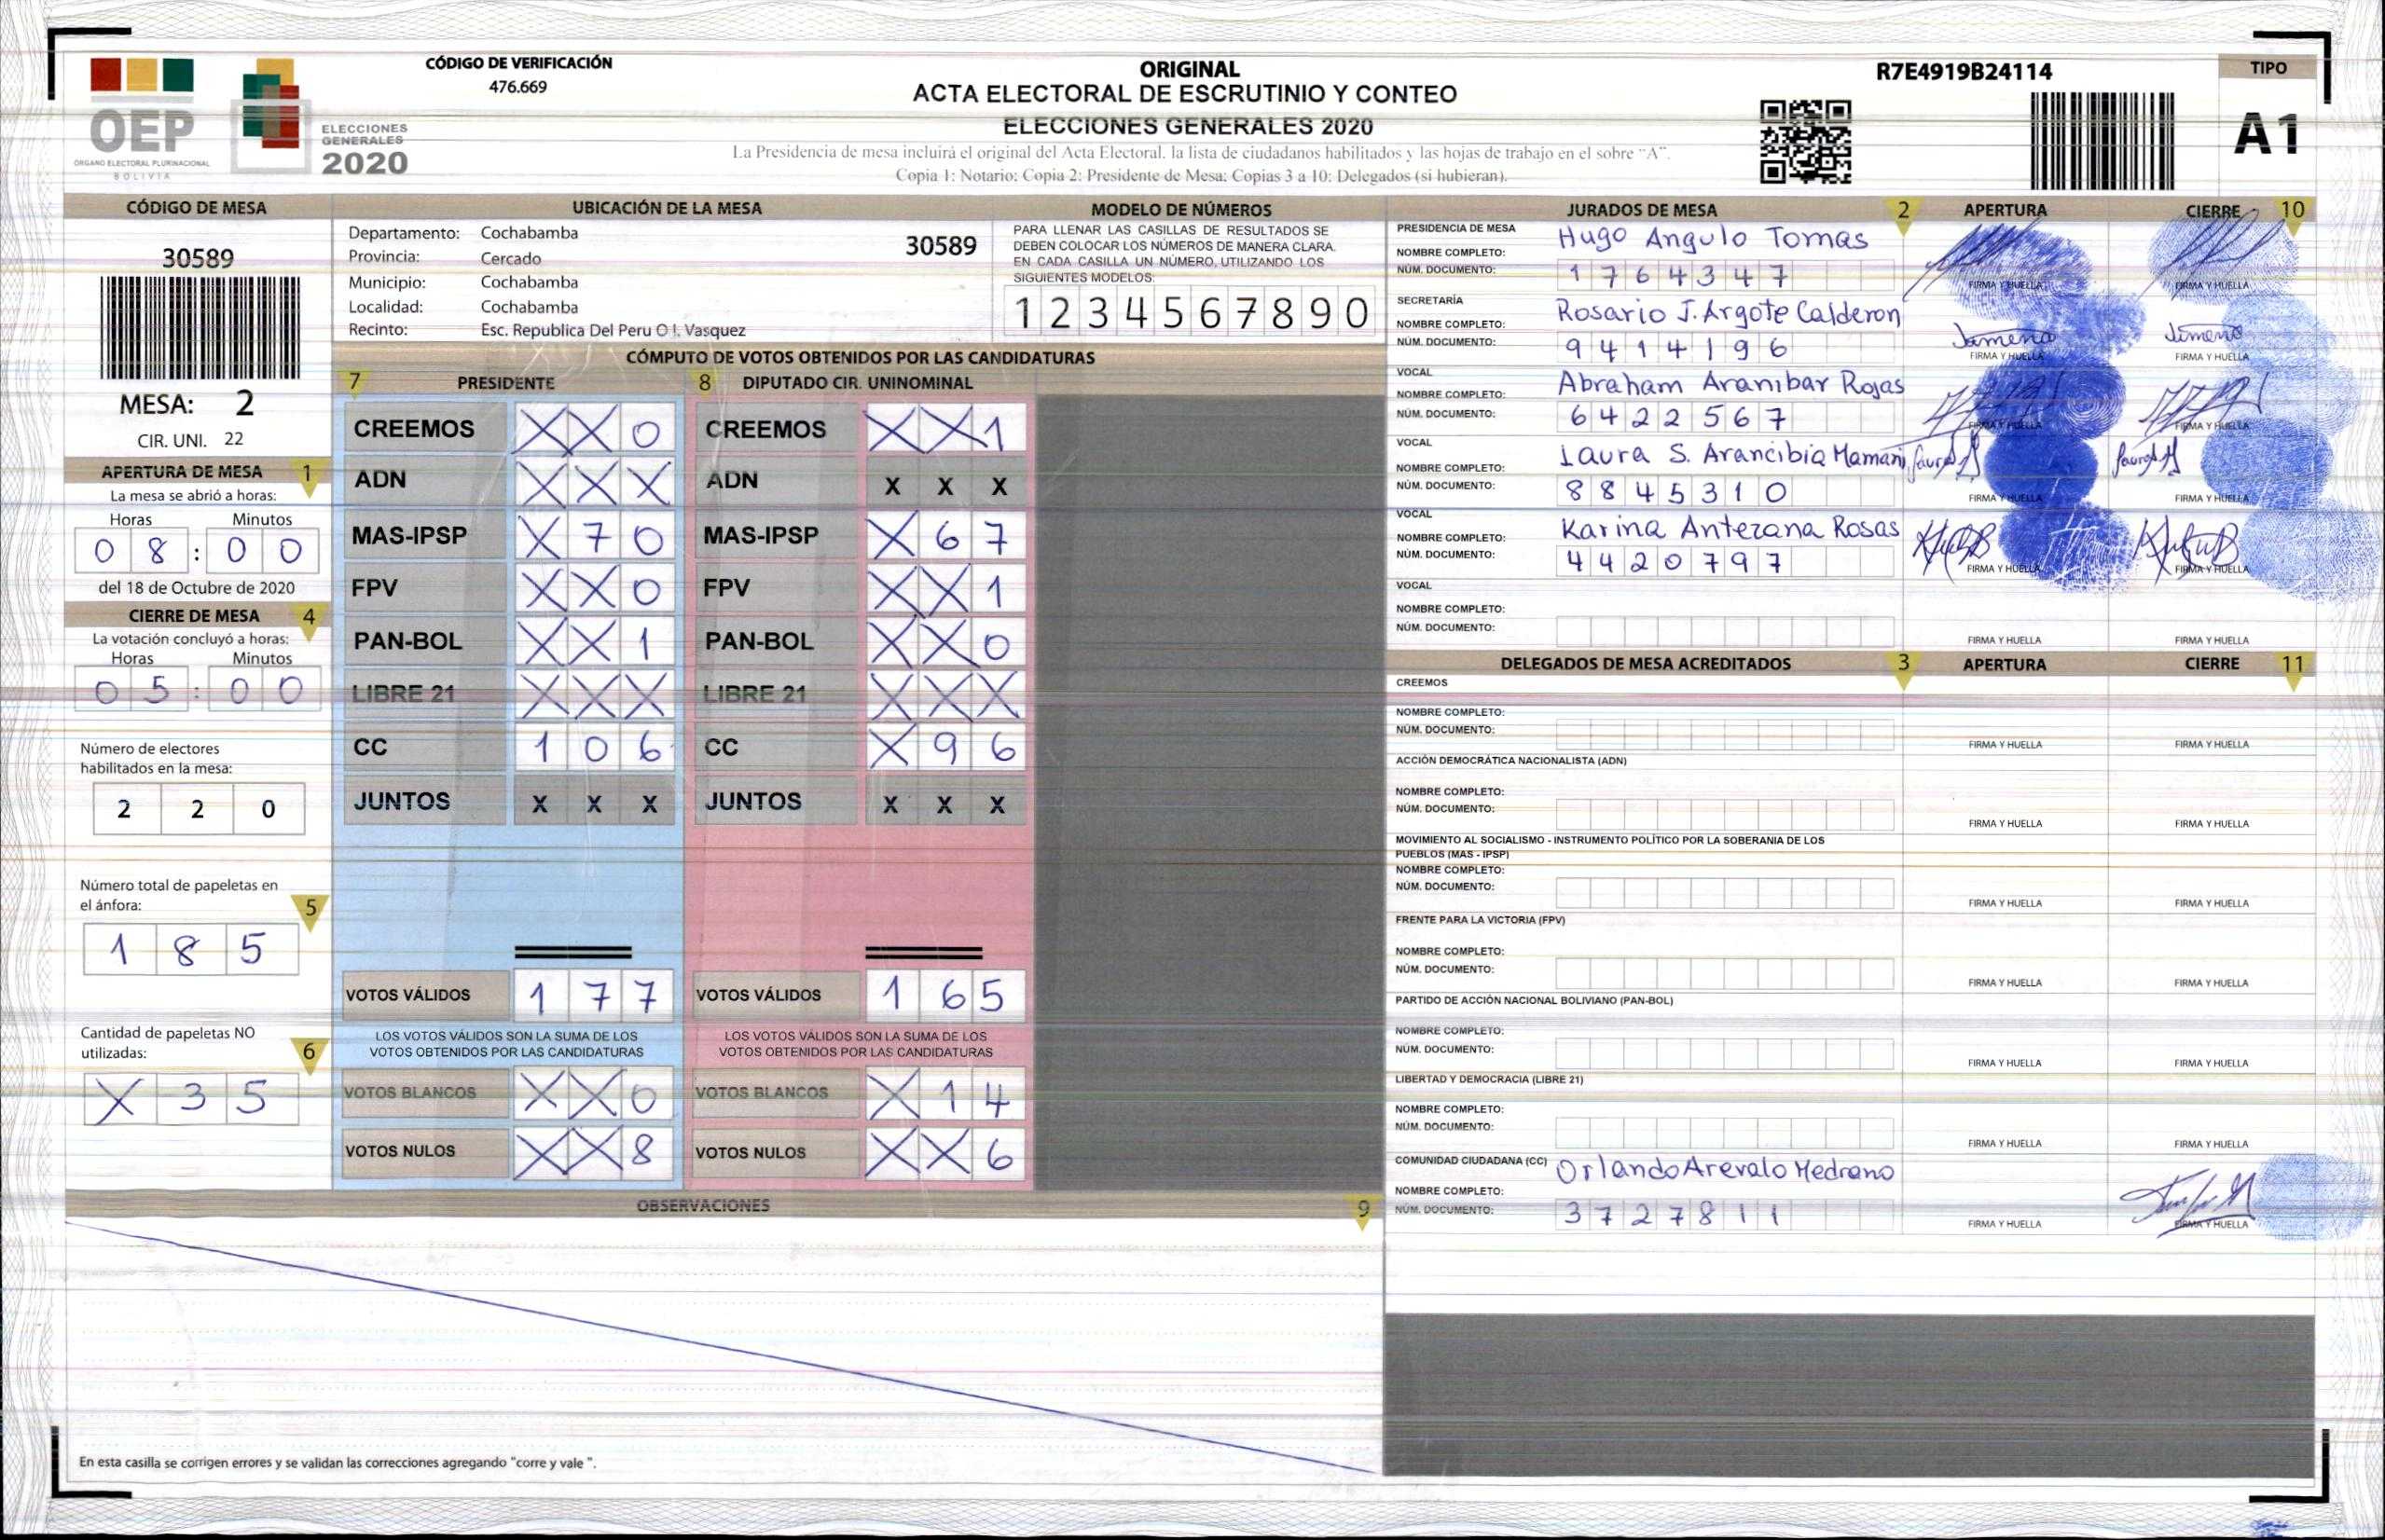 CÓDIGO DE VERIFICACIÓN
476.669
ORIGINAL
ACTA ELECTORAL DE ESCRUTINIO Y CONTEO
ELECCIONES GENERALES 2020
La Presidencia de mesa incluirá el original del Acta Electoral, la lista de ciudadanos habilitados y las hojas de trabajo en el sobre "A".
Copia 1: Notario; Copia 2: Presidente de Mesa; Copias 3 a 10: Delegados (si hubieran).
R7E4919B24114
TIPO
A1
OEP
ÓRGANO ELECTORAL PLURINACIONAL
BOLIVIA
ELECCIONES
GENERALES
2020
CÓDIGO DE MESA
30589
MESA: 2
CIR. UNI. 22
APERTURA DE MESA 1
La mesa se abrió a horas:
Horas Minutos
0 8 : 0 0
del 18 de Octubre de 2020
CIERRE DE MESA 4
La votación concluyó a horas:
Horas Minutos
0 5 : 0 0
Número de electores
habilitados en la mesa:
2 2 0
Número total de papeletas en
el ánfora: 5
1 8 5
Cantidad de papeletas NO
utilizadas: 6
X 3 5
UBICACIÓN DE LA MESA
Departamento: Cochabamba
30589
Provincia: Cercado
Municipio: Cochabamba
Localidad: Cochabamba
Recinto: Esc. Republica Del Peru O J. Vasquez
MODELO DE NÚMEROS
PARA LLENAR LAS CASILLAS DE RESULTADOS SE
DEBEN COLOCAR LOS NÚMEROS DE MANERA CLARA.
EN CADA CASILLA UN NÚMERO, UTILIZANDO LOS
SIGUIENTES MODELOS:
1 2 3 4 5 6 7 8 9 0
CÓMPUTO DE VOTOS OBTENIDOS POR LAS CANDIDATURAS
7 PRESIDENTE 8 DIPUTADO CIR. UNINOMINAL
CREEMOS X X 0 CREEMOS X X 1
ADN X X X ADN X X X
MAS-IPSP X 7 0 MAS-IPSP X 6 7
FPV X X 0 FPV X X 1
PAN-BOL X X 1 PAN-BOL X X 0
LIBRE 21 X X X LIBRE 21 X X X
CC 1 0 6 CC X 9 6
JUNTOS X X X JUNTOS X X X
VOTOS VÁLIDOS 1 7 7 VOTOS VÁLIDOS 1 6 5
LOS VOTOS VÁLIDOS SON LA SUMA DE LOS LOS VOTOS VÁLIDOS SON LA SUMA DE LOS
VOTOS OBTENIDOS POR LAS CANDIDATURAS VOTOS OBTENIDOS POR LAS CANDIDATURAS
VOTOS BLANCOS X X 0 VOTOS BLANCOS X 1 4
VOTOS NULOS X X 8 VOTOS NULOS X X 6
OBSERVACIONES 9
En esta casilla se corrigen errores y se validan las correcciones agregando "corre y vale ".
JURADOS DE MESA 2 APERTURA CIERRE 10
PRESIDENCIA DE MESA
NOMBRE COMPLETO: Hugo Angulo Tomas
NÚM. DOCUMENTO: 1 7 6 4 3 4 7
FIRMA Y HUELLA FIRMA Y HUELLA
SECRETARÍA
NOMBRE COMPLETO: Rosario J. Argote Calderon
NÚM. DOCUMENTO: 9 4 1 4 1 9 6
FIRMA Y HUELLA FIRMA Y HUELLA
VOCAL
NOMBRE COMPLETO: Abraham Aranibar Rojas
NÚM. DOCUMENTO: 6 4 2 2 5 6 7
FIRMA Y HUELLA FIRMA Y HUELLA
VOCAL
NOMBRE COMPLETO: Laura S. Arancibia Mamani
NÚM. DOCUMENTO: 8 8 4 5 3 1 0
FIRMA Y HUELLA FIRMA Y HUELLA
VOCAL
NOMBRE COMPLETO: Karina Antezana Rosas
NÚM. DOCUMENTO: 4 4 2 0 7 9 7
FIRMA Y HUELLA FIRMA Y HUELLA
VOCAL
NOMBRE COMPLETO:
NÚM. DOCUMENTO:
FIRMA Y HUELLA FIRMA Y HUELLA
DELEGADOS DE MESA ACREDITADOS 3 APERTURA CIERRE 11
CREEMOS
NOMBRE COMPLETO:
NÚM. DOCUMENTO:
FIRMA Y HUELLA FIRMA Y HUELLA
ACCIÓN DEMOCRÁTICA NACIONALISTA (ADN)
NOMBRE COMPLETO:
NÚM. DOCUMENTO:
FIRMA Y HUELLA FIRMA Y HUELLA
MOVIMIENTO AL SOCIALISMO - INSTRUMENTO POLÍTICO POR LA SOBERANIA DE LOS
PUEBLOS (MAS - IPSP)
NOMBRE COMPLETO:
NÚM. DOCUMENTO:
FIRMA Y HUELLA FIRMA Y HUELLA
FRENTE PARA LA VICTORIA (FPV)
NOMBRE COMPLETO:
NÚM. DOCUMENTO:
FIRMA Y HUELLA FIRMA Y HUELLA
PARTIDO DE ACCIÓN NACIONAL BOLIVIANO (PAN-BOL)
NOMBRE COMPLETO:
NÚM. DOCUMENTO:
FIRMA Y HUELLA FIRMA Y HUELLA
LIBERTAD Y DEMOCRACIA (LIBRE 21)
NOMBRE COMPLETO:
NÚM. DOCUMENTO:
FIRMA Y HUELLA FIRMA Y HUELLA
COMUNIDAD CIUDADANA (CC)
NOMBRE COMPLETO: Orlando Arevalo Medrano
NÚM. DOCUMENTO: 3 7 2 7 8 1 1
FIRMA Y HUELLA FIRMA Y HUELLA